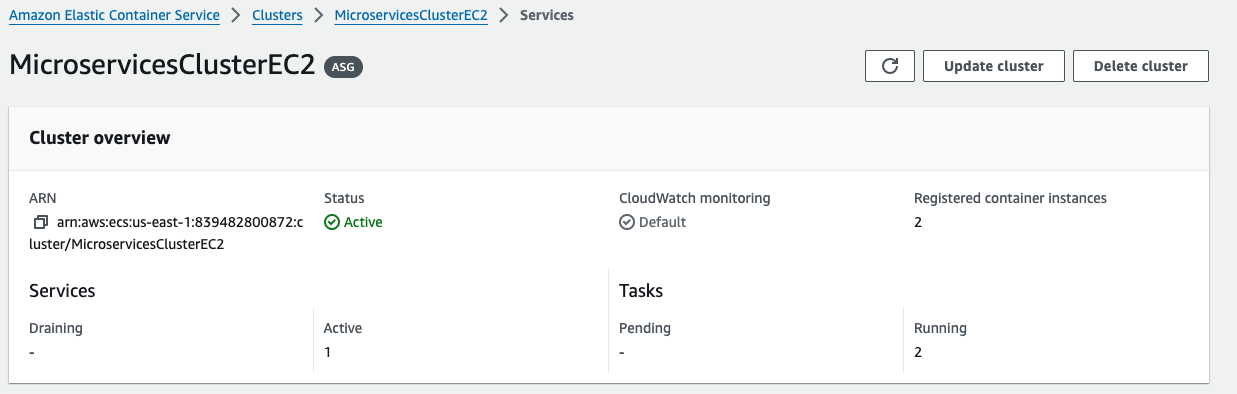 Amazon Elastic Container Service > Clusters > MicroservicesClusterEC2 > Services
MicroservicesClusterEC2 ASG
Update cluster
Delete cluster
Cluster overview
ARN
arn:aws:ecs:us-east-1:839482800872:c
luster/MicroservicesClusterEC2
Status
Active
CloudWatch monitoring
Default
Registered container instances
2
Services
Draining
-
Active
1
Tasks
Pending
-
Running
2